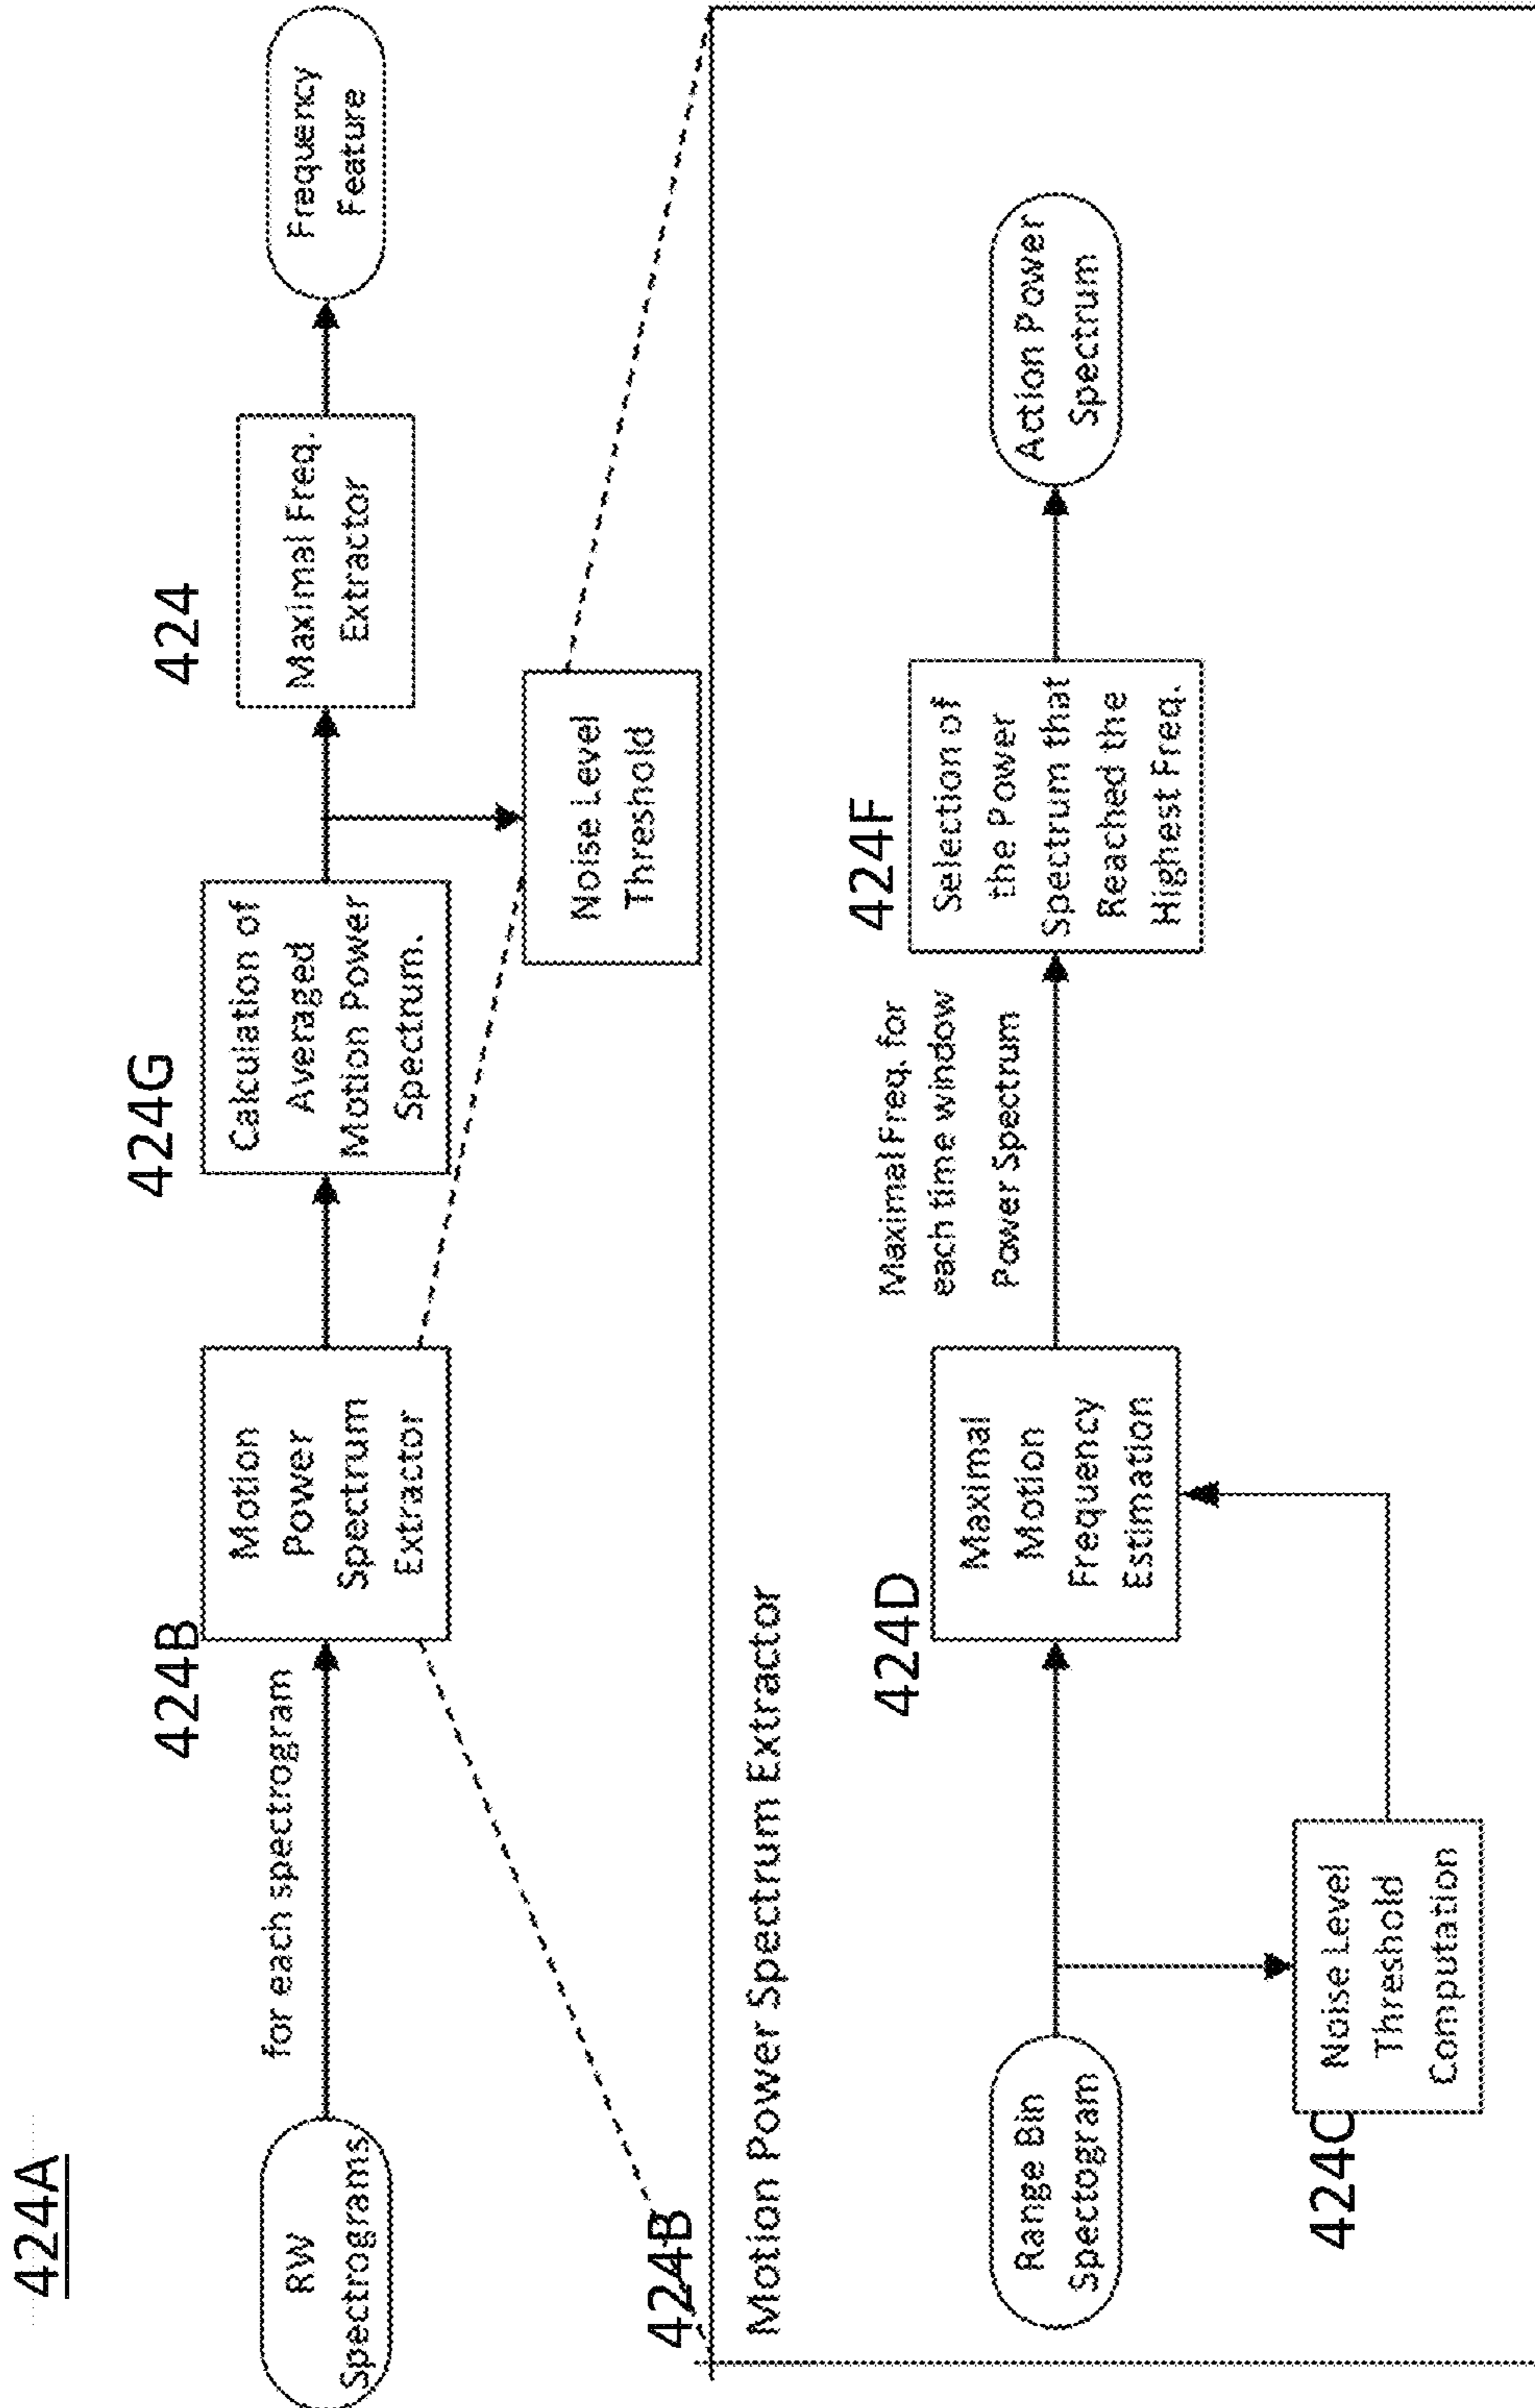 424A
RW
Spectrograms
for each spectrogram
424B
Motion
Power
Spectrum
Extractor
424G
Calculation of
Averaged
Motion Power
Spectrum.
424
Maximal Freq.
Extractor
Frequency
Feature
Noise Level
Threshold
424B
Motion Power Spectrum Extractor
Range Bin
Spectogram
424C
Noise Level
Threshold
Computation
424D
Maximal
Motion
Frequency
Estimation
Maximal Freq. for
each time window
Power Spectrum
424F
Selection of
the Power
Spectrum that
Reached the
Highest Freq.
Action Power
Spectrum